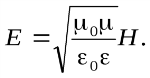 E = √(μ₀μ / ε₀ε) H.